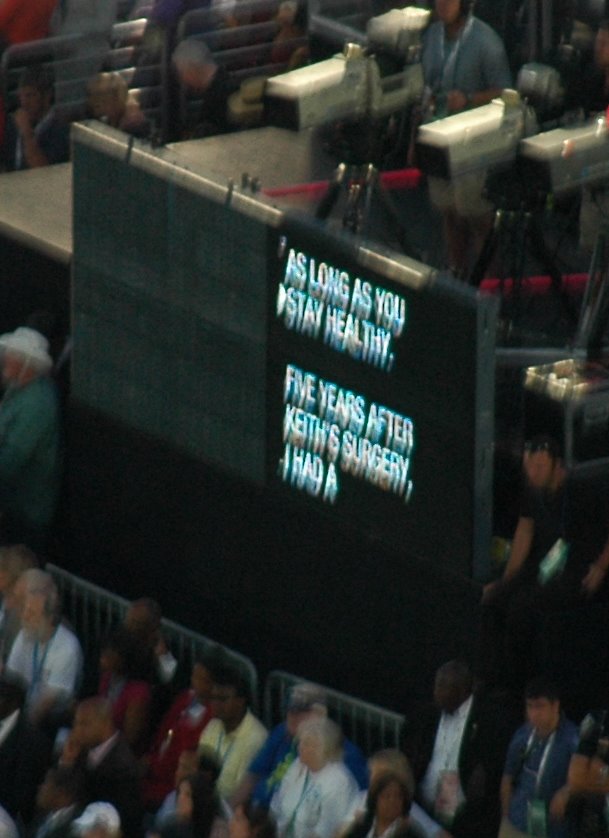 AS LONG AS YOU
STAY HEALTHY,
FIVE YEARS AFTER
KEITH'S SURGERY,
I HAD A